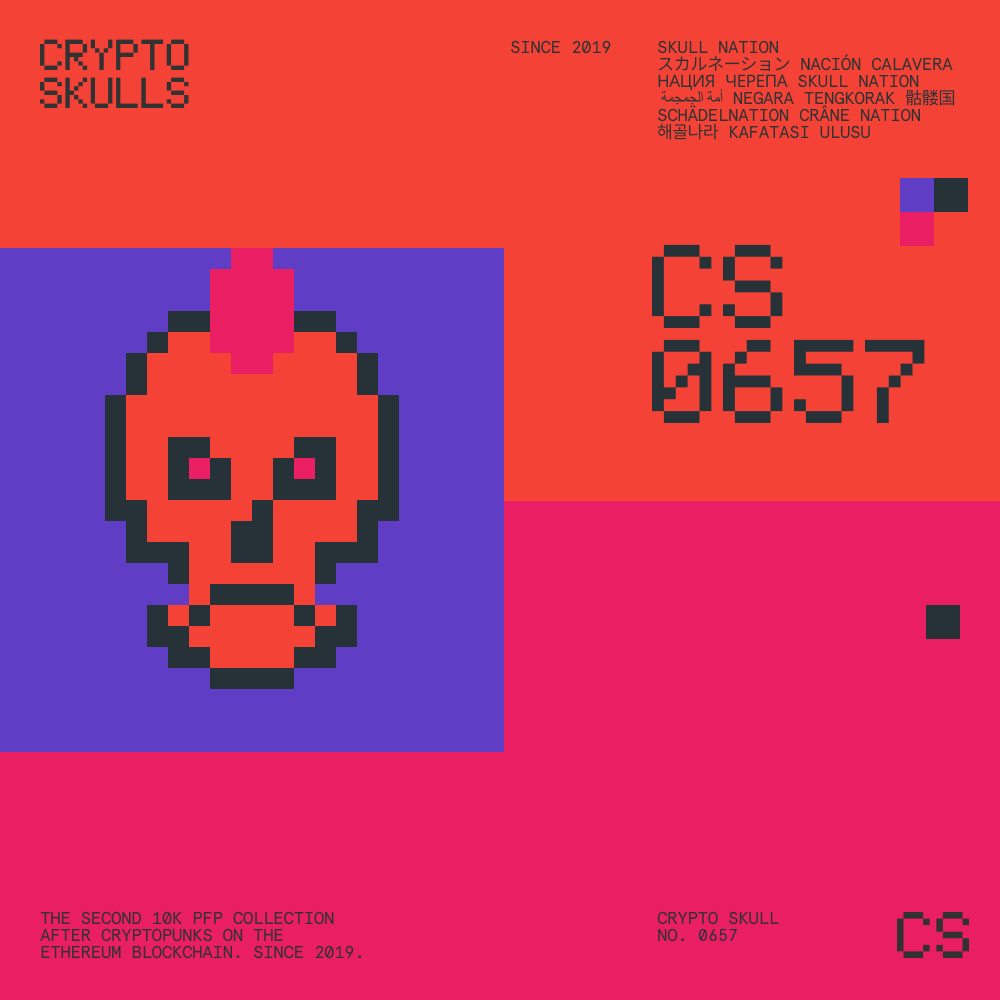 CRYPTO
SKULLS
SINCE 2019
SKULL NATION
スカルネーション NACIÓN CALAVERA
НАЦИЯ ЧЕРЕПА SKULL NATION
أمة الجمجمة NEGARA TENGKORAK 骷髅国
SCHÄDELNATION CRÂNE NATION
해골나라 KAFATASI ULUSU
CS
0657
THE SECOND 10K PFP COLLECTION
AFTER CRYPTOPUNKS ON THE
ETHEREUM BLOCKCHAIN. SINCE 2019.
CRYPTO SKULL
NO. 0657
CS